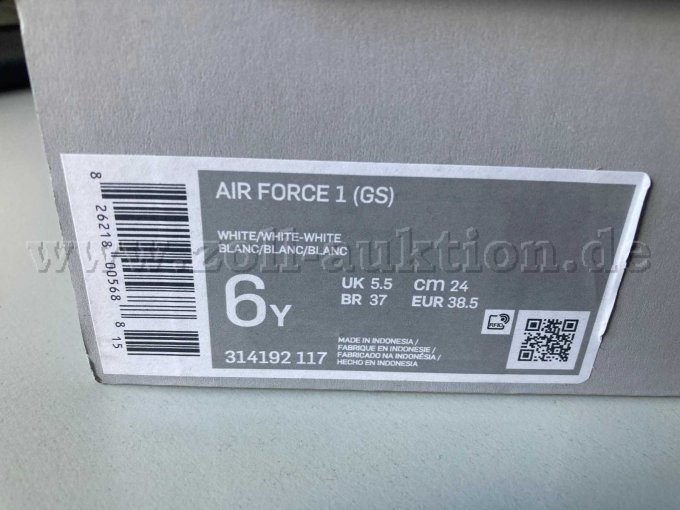 AIR FORCE 1 (GS)
WHITE/WHITE-WHITE
BLANC/BLANC/BLANC
www.zoll-auktion.de
6Y
UK 5.5 cm 24
BR 37 EUR 38.5
314192 117
MADE IN INDONESIA /
FABRIQUE EN INDONESIE /
FABRICADO NA INDONÉSIA /
HECHO EN INDONESIA
RFID
8 26218 00568 8 15